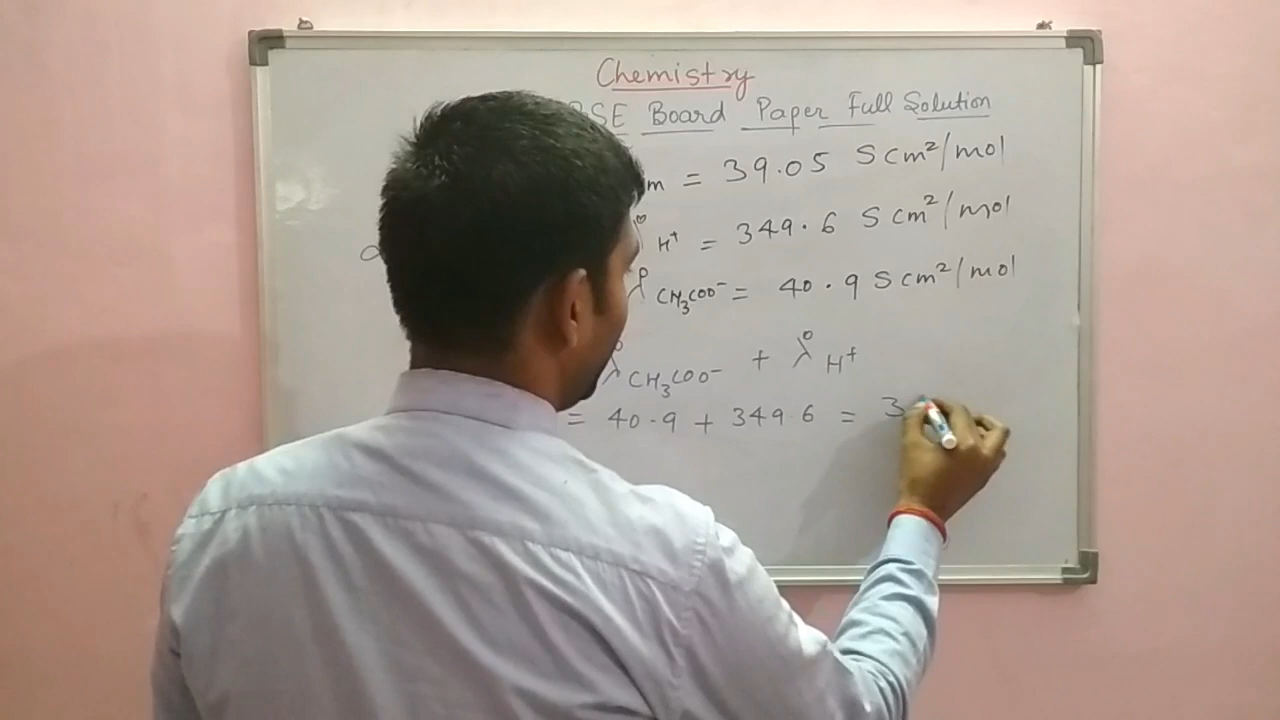 Chemistry
BSE Board Paper Full Solution
m = 39.05 S cm²/mol
λ° H⁺ = 349.6 S cm²/mol
λ° CH₃COO⁻ = 40.9 S cm²/mol
λ° CH₃COO⁻ + λ° H⁺
= 40.9 + 349.6 = 3